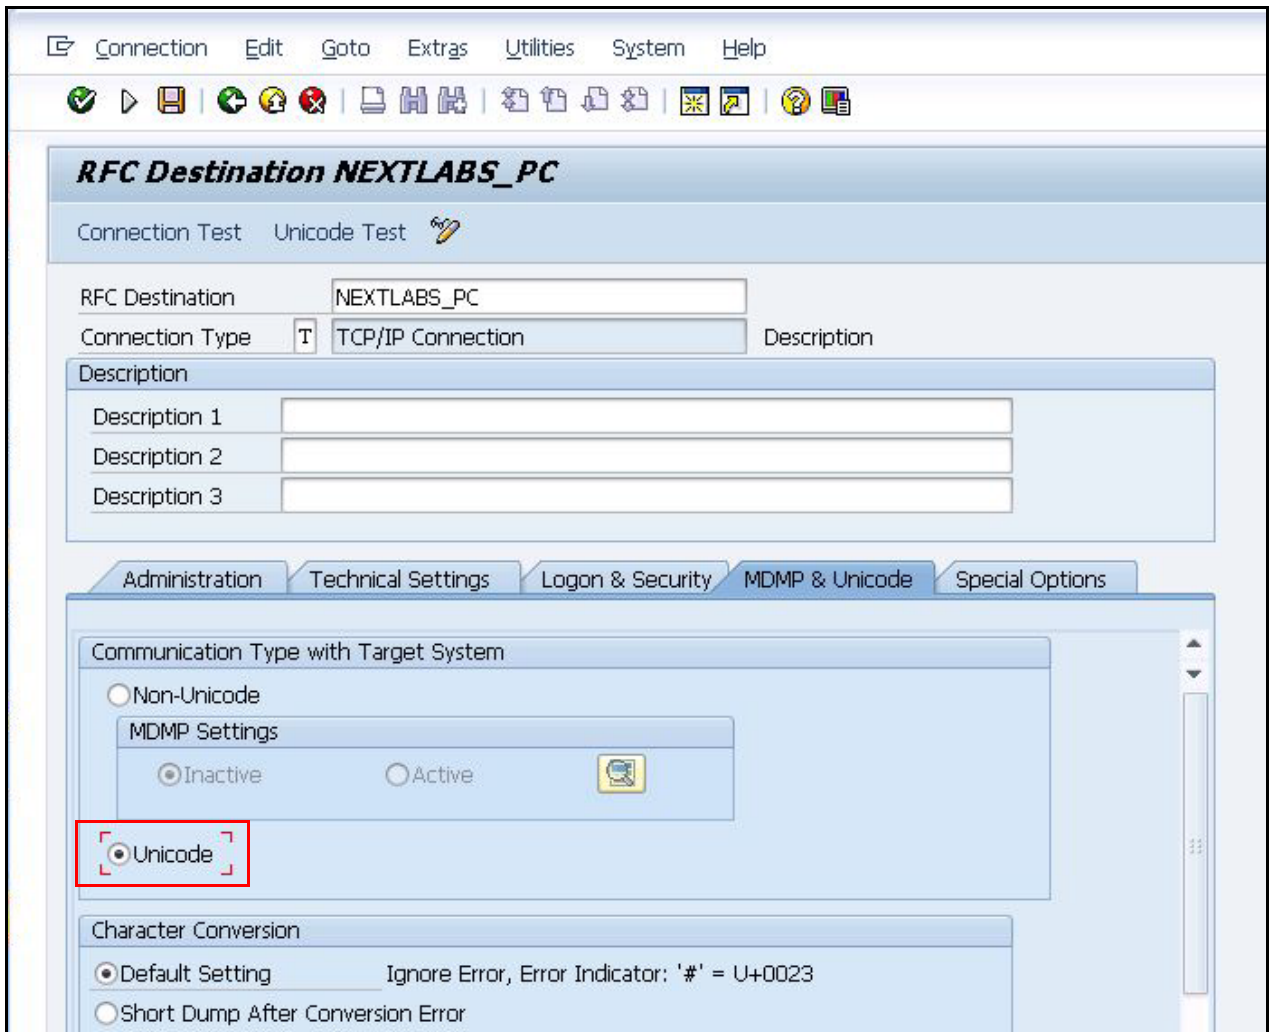 Connection Edit Goto Extras Utilities System Help
RFC Destination NEXTLABS_PC
Connection Test Unicode Test
RFC Destination NEXTLABS_PC
Connection Type T TCP/IP Connection Description
Description
Description 1
Description 2
Description 3
Administration Technical Settings Logon & Security MDMP & Unicode Special Options
Communication Type with Target System
Non-Unicode
MDMP Settings
Inactive Active
Unicode
Character Conversion
Default Setting Ignore Error, Error Indicator: '#' = U+0023
Short Dump After Conversion Error